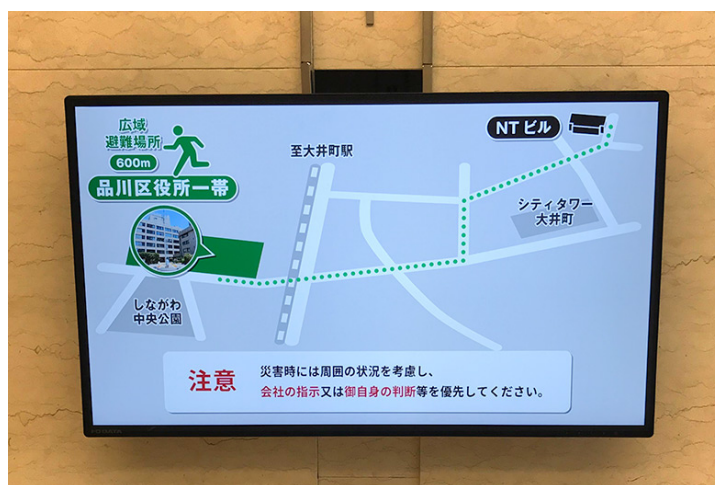 広域
避難場所
600m
品川区役所一帯
至大井町駅
NTビル
シティタワー
大井町
しながわ
中央公園
注意
災害時には周囲の状況を考慮し、
会社の指示又は御自身の判断等を優先してください。